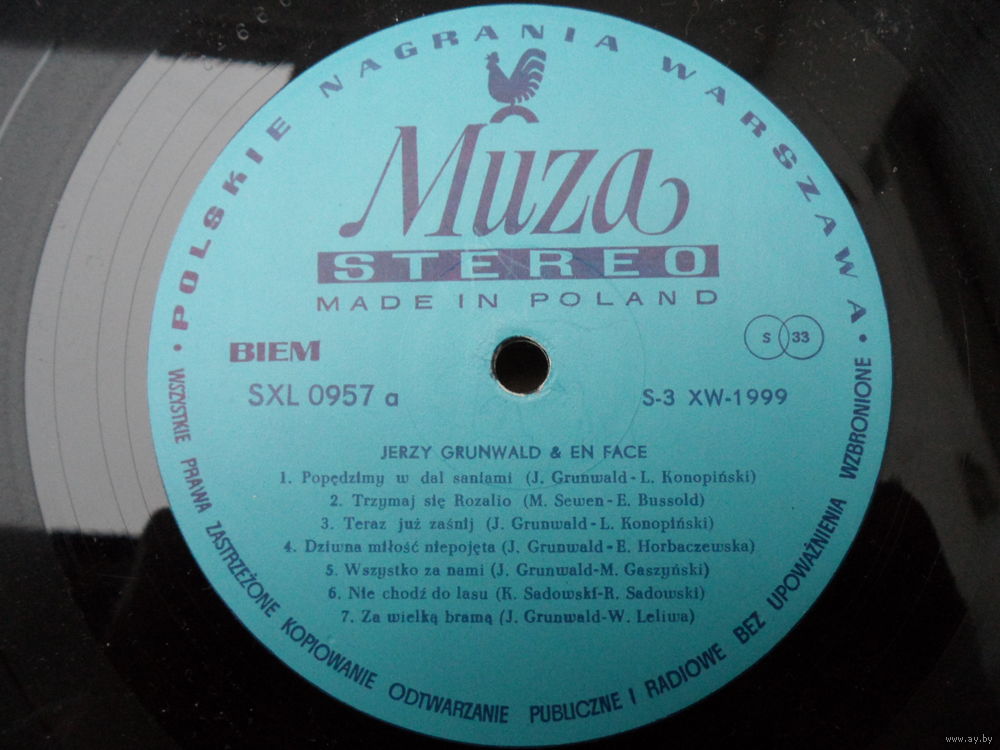 • POLSKIE NAGRANIA WARSZAWA •
Muza
STEREO
MADE IN POLAND
BIEM
S 33
SXL 0957 a
S-3 XW-1999
JERZY GRUNWALD & EN FACE
1. Popędzimy w dal saniami (J. Grunwald-L. Konopiński)
2. Trzymaj się Rozalio (M. Sewen-E. Bussold)
3. Teraz już zaśnij (J. Grunwald-L. Konopiński)
4. Dziwna miłość niepojęta (J. Grunwald-E. Horbaczewska)
5. Wszystko za nami (J. Grunwald-M. Gaszyński)
6. Nie chodź do lasu (K. Sadowski-R. Sadowski)
7. Za wielką bramą (J. Grunwald-W. Leliwa)
WSZYSTKIE PRAWA ZASTRZEŻONE KOPIOWANIE ODTWARZANIE PUBLICZNE I RADIOWE BEZ UPOWAŻNIENIA WZBRONIONE
www.ay.by